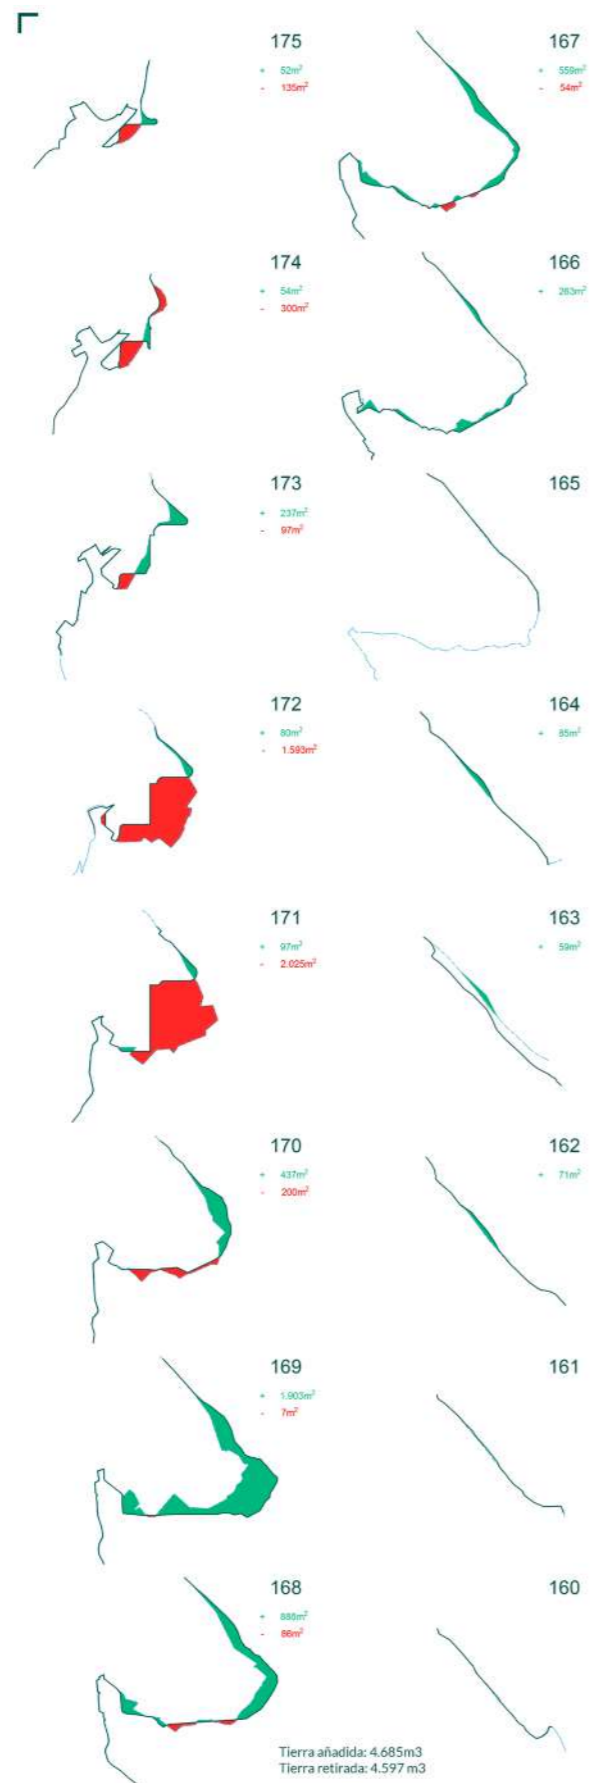 175
+ 52m²
- 135m²
174
+ 54m²
- 300m²
173
+ 237m²
- 97m²
172
+ 80m²
- 1.593m²
171
+ 97m²
- 2.025m²
170
+ 437m²
- 200m²
169
+ 1.903m²
- 7m²
168
+ 888m²
- 86m²
167
+ 559m²
- 54m²
166
+ 263m²
165
164
+ 85m²
163
+ 59m²
162
+ 71m²
161
160
Tierra añadida: 4.685m3
Tierra retirada: 4.597 m3